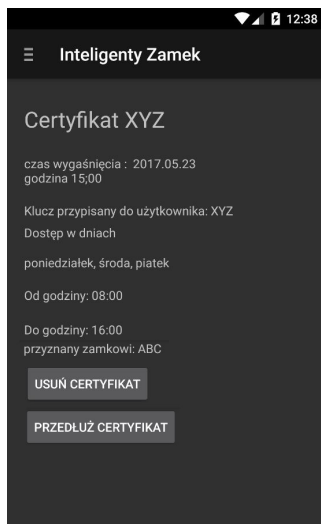 12:38
Inteligenty Zamek
Certyfikat XYZ
czas wygaśnięcia : 2017.05.23
godzina 15;00
Klucz przypisany do użytkownika: XYZ
Dostęp w dniach
poniedziałek, środa, piatek
Od godziny: 08:00
Do godziny: 16:00
przyznany zamkowi: ABC
USUŃ CERTYFIKAT
PRZEDŁUŻ CERTYFIKAT